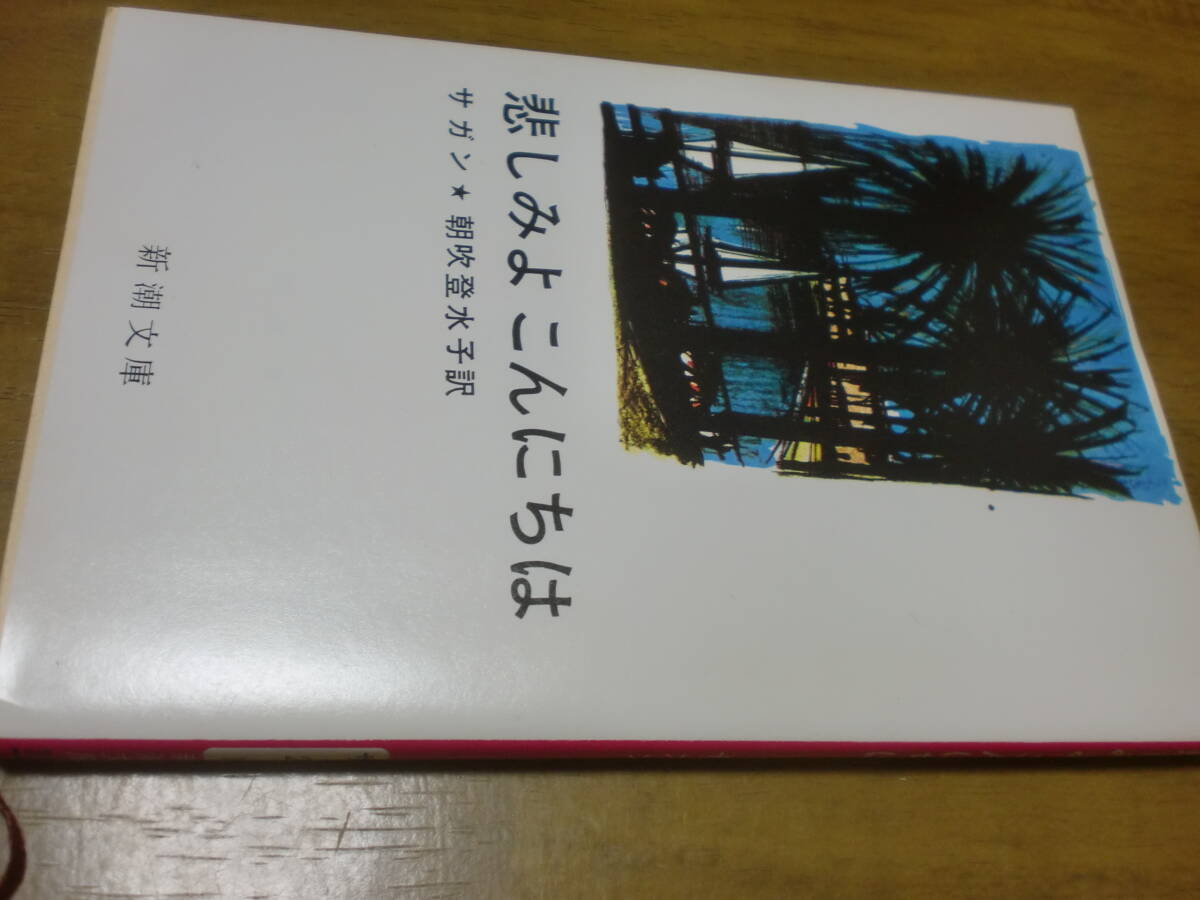 悲しみよこんにちは
サガン★朝吹登水子訳
新潮文庫